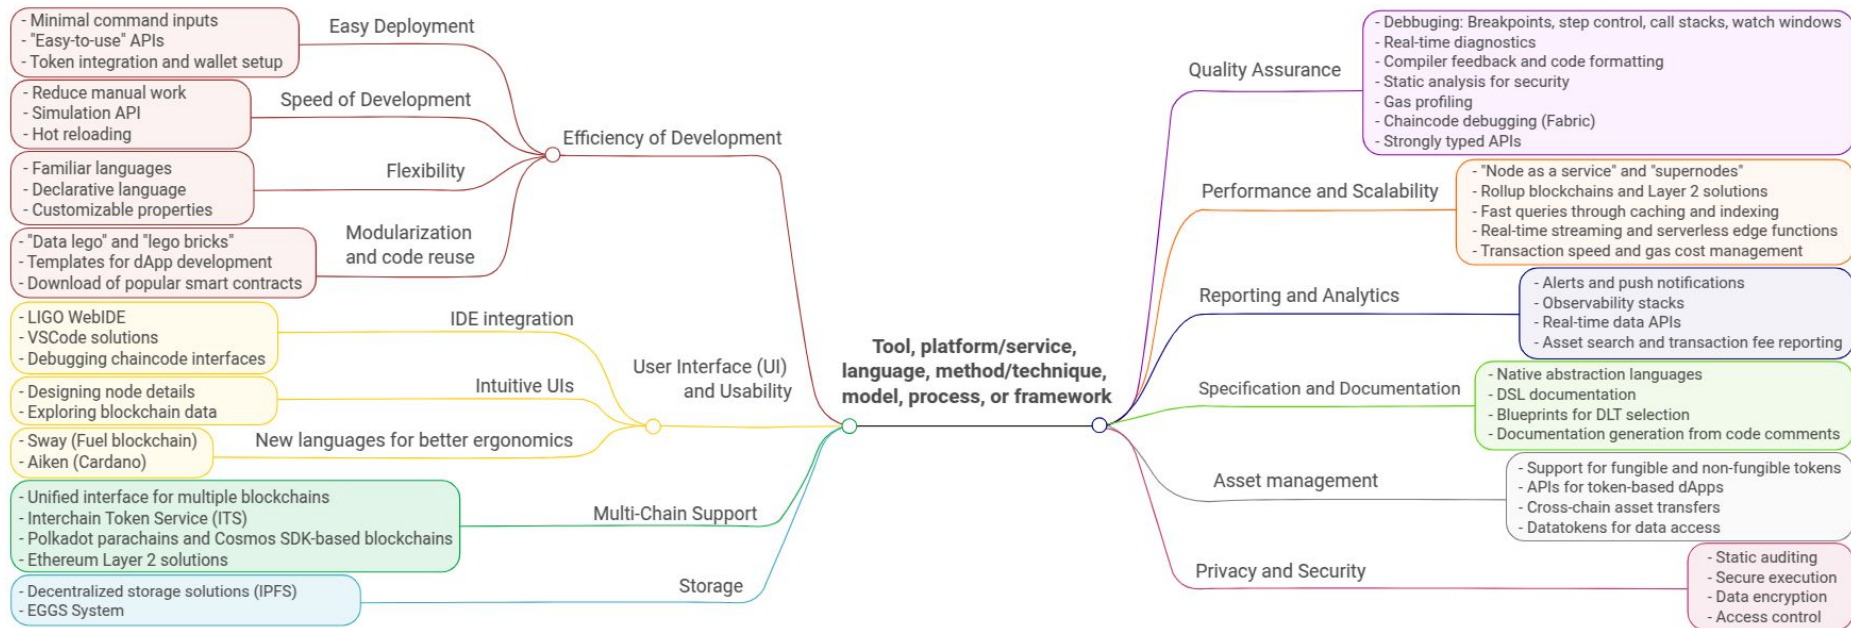 - Minimal command inputs
- "Easy-to-use" APIs
- Token integration and wallet setup
Easy Deployment
- Reduce manual work
- Simulation API
- Hot reloading
Speed of Development
- Familiar languages
- Declarative language
- Customizable properties
Flexibility
- "Data lego" and "lego bricks"
- Templates for dApp development
- Download of popular smart contracts
Modularization
and code reuse
Efficiency of Development
- LIGO WebIDE
- VSCode solutions
- Debugging chaincode interfaces
IDE integration
- Designing node details
- Exploring blockchain data
Intuitive UIs
- Sway (Fuel blockchain)
- Aiken (Cardano)
New languages for better ergonomics
User Interface (UI)
and Usability
- Unified interface for multiple blockchains
- Interchain Token Service (ITS)
- Polkadot parachains and Cosmos SDK-based blockchains
- Ethereum Layer 2 solutions
Multi-Chain Support
- Decentralized storage solutions (IPFS)
- EGGS System
Storage
Tool, platform/service,
language, method/technique,
model, process, or framework
Quality Assurance
- Debbuging: Breakpoints, step control, call stacks, watch windows
- Real-time diagnostics
- Compiler feedback and code formatting
- Static analysis for security
- Gas profiling
- Chaincode debugging (Fabric)
- Strongly typed APIs
Performance and Scalability
- "Node as a service" and "supernodes"
- Rollup blockchains and Layer 2 solutions
- Fast queries through caching and indexing
- Real-time streaming and serverless edge functions
- Transaction speed and gas cost management
Reporting and Analytics
- Alerts and push notifications
- Observability stacks
- Real-time data APIs
- Asset search and transaction fee reporting
Specification and Documentation
- Native abstraction languages
- DSL documentation
- Blueprints for DLT selection
- Documentation generation from code comments
Asset management
- Support for fungible and non-fungible tokens
- APIs for token-based dApps
- Cross-chain asset transfers
- Datatokens for data access
Privacy and Security
- Static auditing
- Secure execution
- Data encryption
- Access control